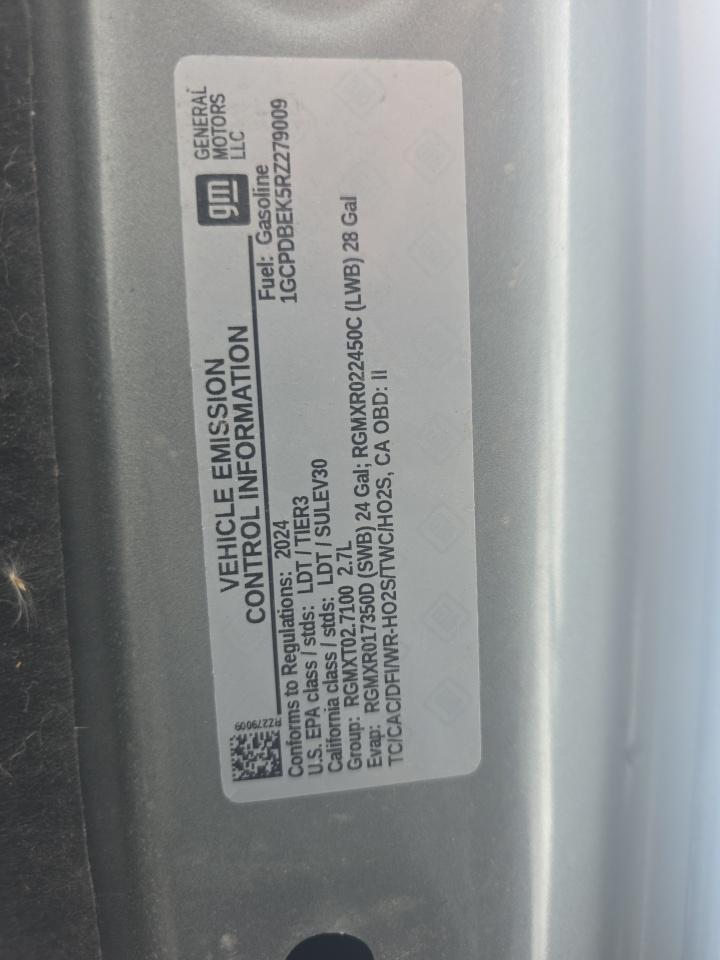 VEHICLE EMISSION
CONTROL INFORMATION
gm
GENERAL
MOTORS
LLC
RZ279009
Conforms to Regulations: 2024
Fuel: Gasoline
U.S. EPA class / stds: LDT / TIER3
1GCPDBEK5RZ279009
California class / stds: LDT / SULEV30
Group: RGMXT02.7100 2.7L
Evap: RGMXR017350D (SWB) 24 Gal; RGMXR022450C (LWB) 28 Gal
TC/CAC/DFI/WR-HO2S/TWC/HO2S, CA OBD: II